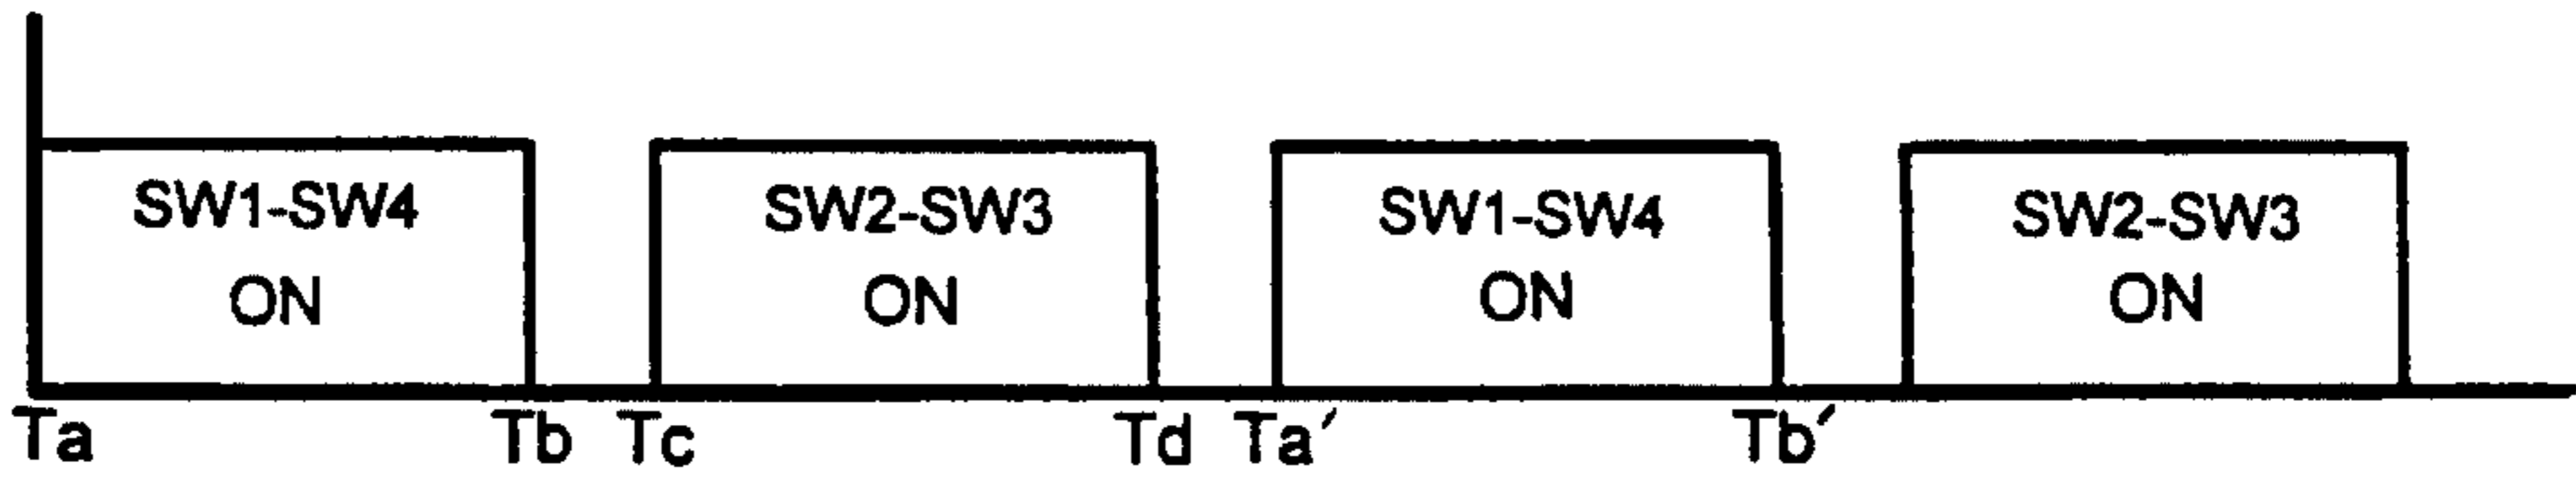 SW1-SW4
ON
SW2-SW3
ON
SW1-SW4
ON
SW2-SW3
ON
Ta Tb Tc Td Ta′ Tb′